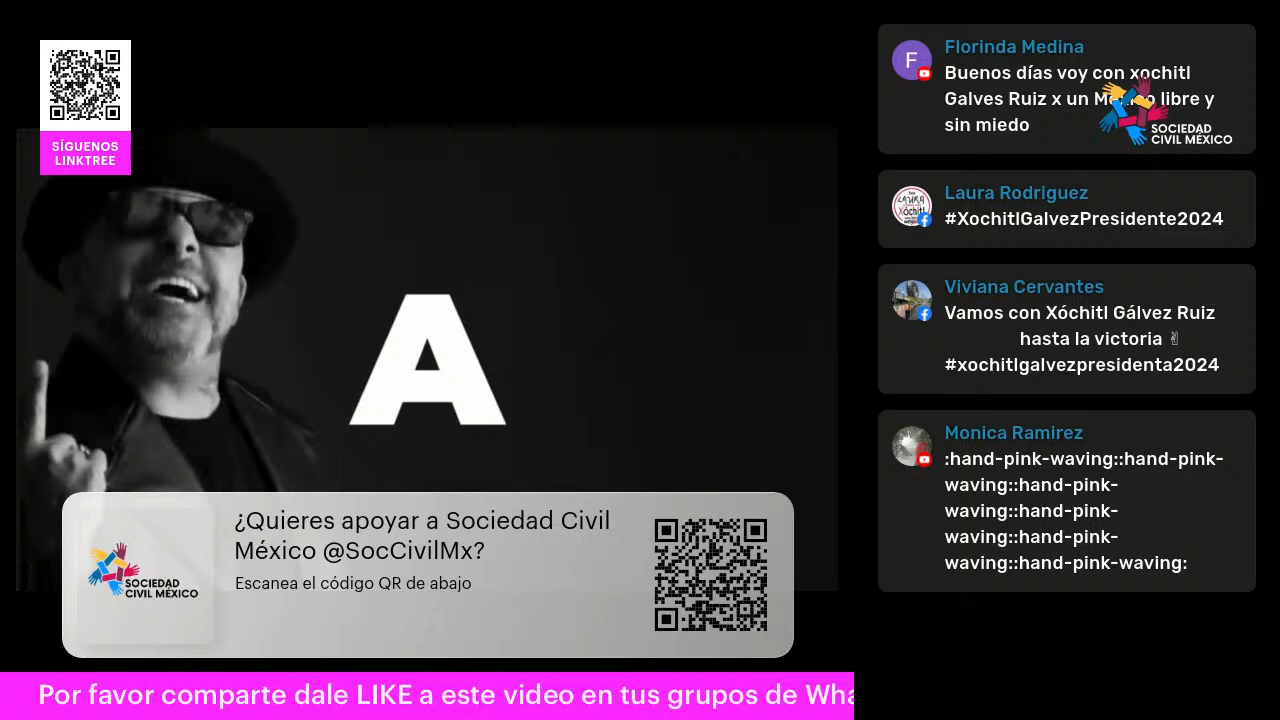 SÍGUENOS
LINKTREE
A
¿Quieres apoyar a Sociedad Civil
México @SocCivilMx?
Escanea el código QR de abajo
SOCIEDAD
CIVIL MÉXICO
Por favor comparte dale LIKE a este video en tus grupos de Wha
F
Florinda Medina
Buenos días voy con xochitl
Galves Ruiz x un México libre y
sin miedo
SOCIEDAD
CIVIL MÉXICO
Laura Rodriguez
#XochitlGalvezPresidente2024
Viviana Cervantes
Vamos con Xóchitl Gálvez Ruiz
hasta la victoria ✌
#xochitlgalvezpresidenta2024
Monica Ramirez
:hand-pink-waving::hand-pink-
waving::hand-pink-
waving::hand-pink-
waving::hand-pink-
waving::hand-pink-waving: